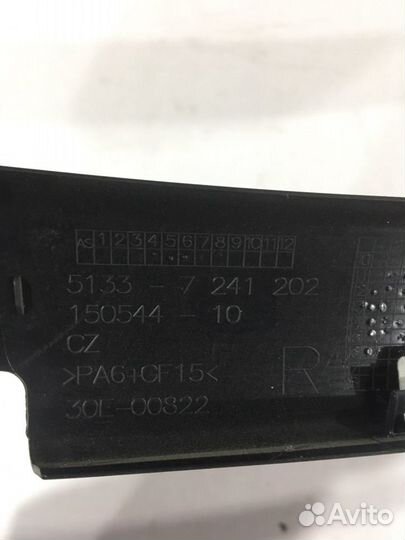 AC 1 2 3 4 5 6 7 8 9 10 11 12
5133 - 7 241 202
150544 - 10
CZ
>PA6+CF15<
R
30E-00822
Avito